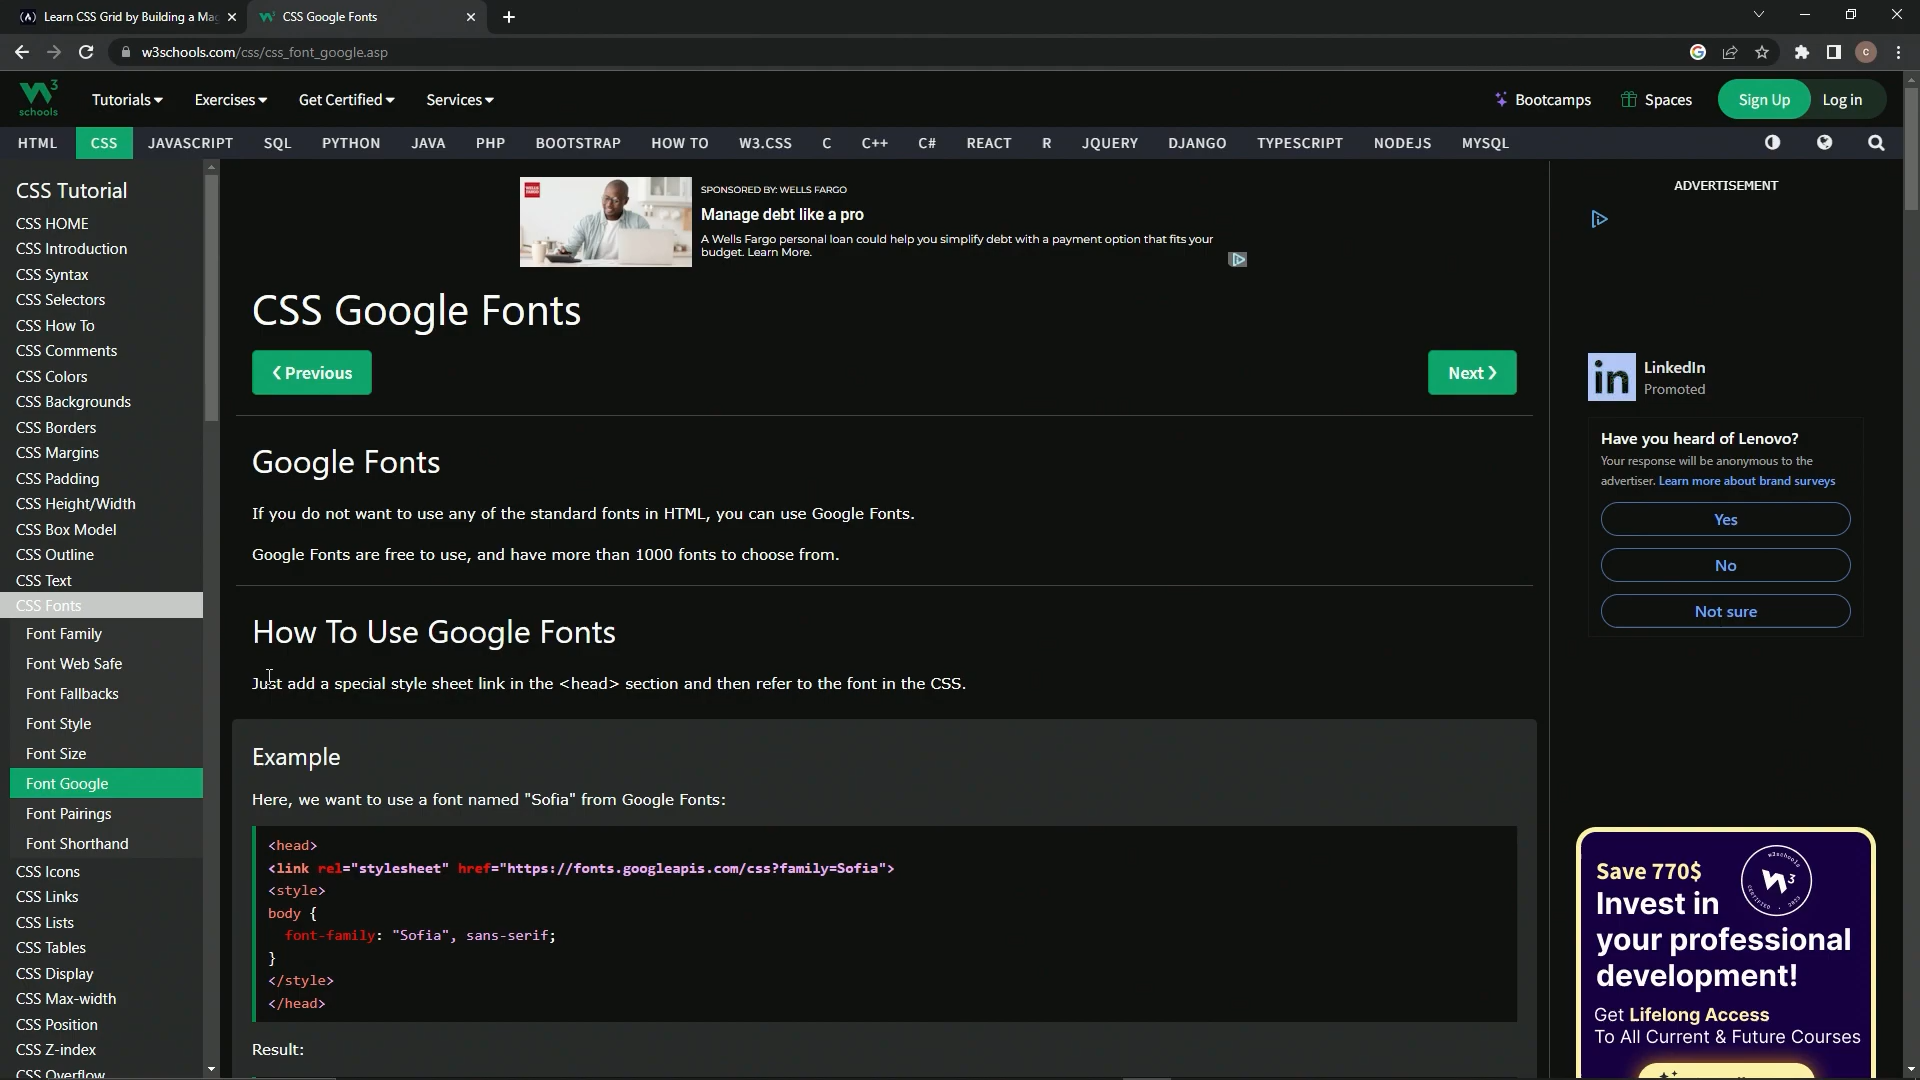 Learn CSS Grid by Building a Ma
CSS Google Fonts
w3schools.com/css/css_font_google.asp
G
C
W3
schools
Tutorials
Exercises
Get Certified
Services
Bootcamps
Spaces
Sign Up
Log in
HTML
CSS
JAVASCRIPT
SQL
PYTHON
JAVA
PHP
BOOTSTRAP
HOW TO
W3.CSS
C
C++
C#
REACT
R
JQUERY
DJANGO
TYPESCRIPT
NODEJS
MYSQL
CSS Tutorial
CSS HOME
CSS Introduction
CSS Syntax
CSS Selectors
CSS How To
CSS Comments
CSS Colors
CSS Backgrounds
CSS Borders
CSS Margins
CSS Padding
CSS Height/Width
CSS Box Model
CSS Outline
CSS Text
CSS Fonts
Font Family
Font Web Safe
Font Fallbacks
Font Style
Font Size
Font Google
Font Pairings
Font Shorthand
CSS Icons
CSS Links
CSS Lists
CSS Tables
CSS Display
CSS Max-width
CSS Position
CSS Z-index
CSS Overflow
WELLS
FARGO
SPONSORED BY: WELLS FARGO
Manage debt like a pro
A Wells Fargo personal loan could help you simplify debt with a payment option that fits your
budget. Learn More.
CSS Google Fonts
❮ Previous
Next ❯
Google Fonts
If you do not want to use any of the standard fonts in HTML, you can use Google Fonts.
Google Fonts are free to use, and have more than 1000 fonts to choose from.
How To Use Google Fonts
Just add a special style sheet link in the <head> section and then refer to the font in the CSS.
Example
Here, we want to use a font named "Sofia" from Google Fonts:
<head>
<link rel="stylesheet" href="https://fonts.googleapis.com/css?family=Sofia">
<style>
body {
  font-family: "Sofia", sans-serif;
}
</style>
</head>
Result:
ADVERTISEMENT
in
LinkedIn
Promoted
Have you heard of Lenovo?
Your response will be anonymous to the
advertiser. Learn more about brand surveys
Yes
No
Not sure
Save 770$
w3schools
W3
CERTIFIED . 2023
Invest in
your professional
development!
Get Lifelong Access
To All Current & Future Courses